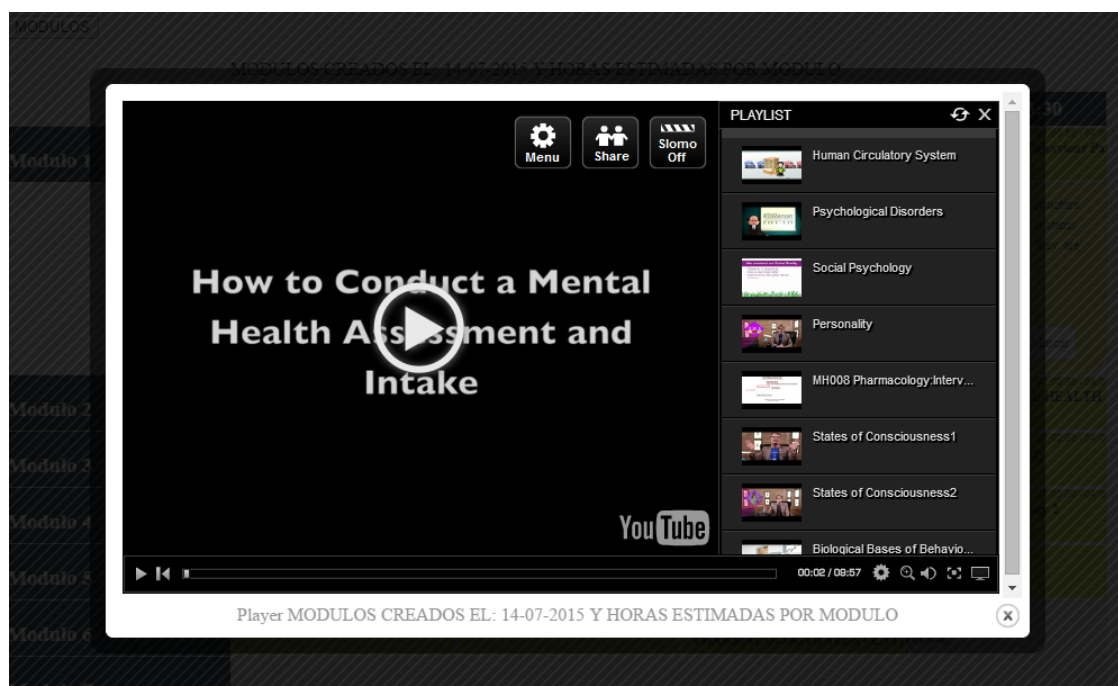 MODULOS
MODULOS CREADOS EL: 14-07-2015 Y HORAS ESTIMADAS POR MODULO
:30
Modulo 1
Modulo 2
Modulo 3
Modulo 4
Modulo 5
Modulo 6
HEALTH
Menu
Share
Slomo
Off
How to Conduct a Mental
Health Assessment and
Intake
YouTube
PLAYLIST
Human Circulatory System
Psychological Disorders
Social Psychology
Personality
MH008 Pharmacology:Interv...
States of Consciousness1
States of Consciousness2
Biological Bases of Behavio...
00:02 / 08:57
Player MODULOS CREADOS EL: 14-07-2015 Y HORAS ESTIMADAS POR MODULO